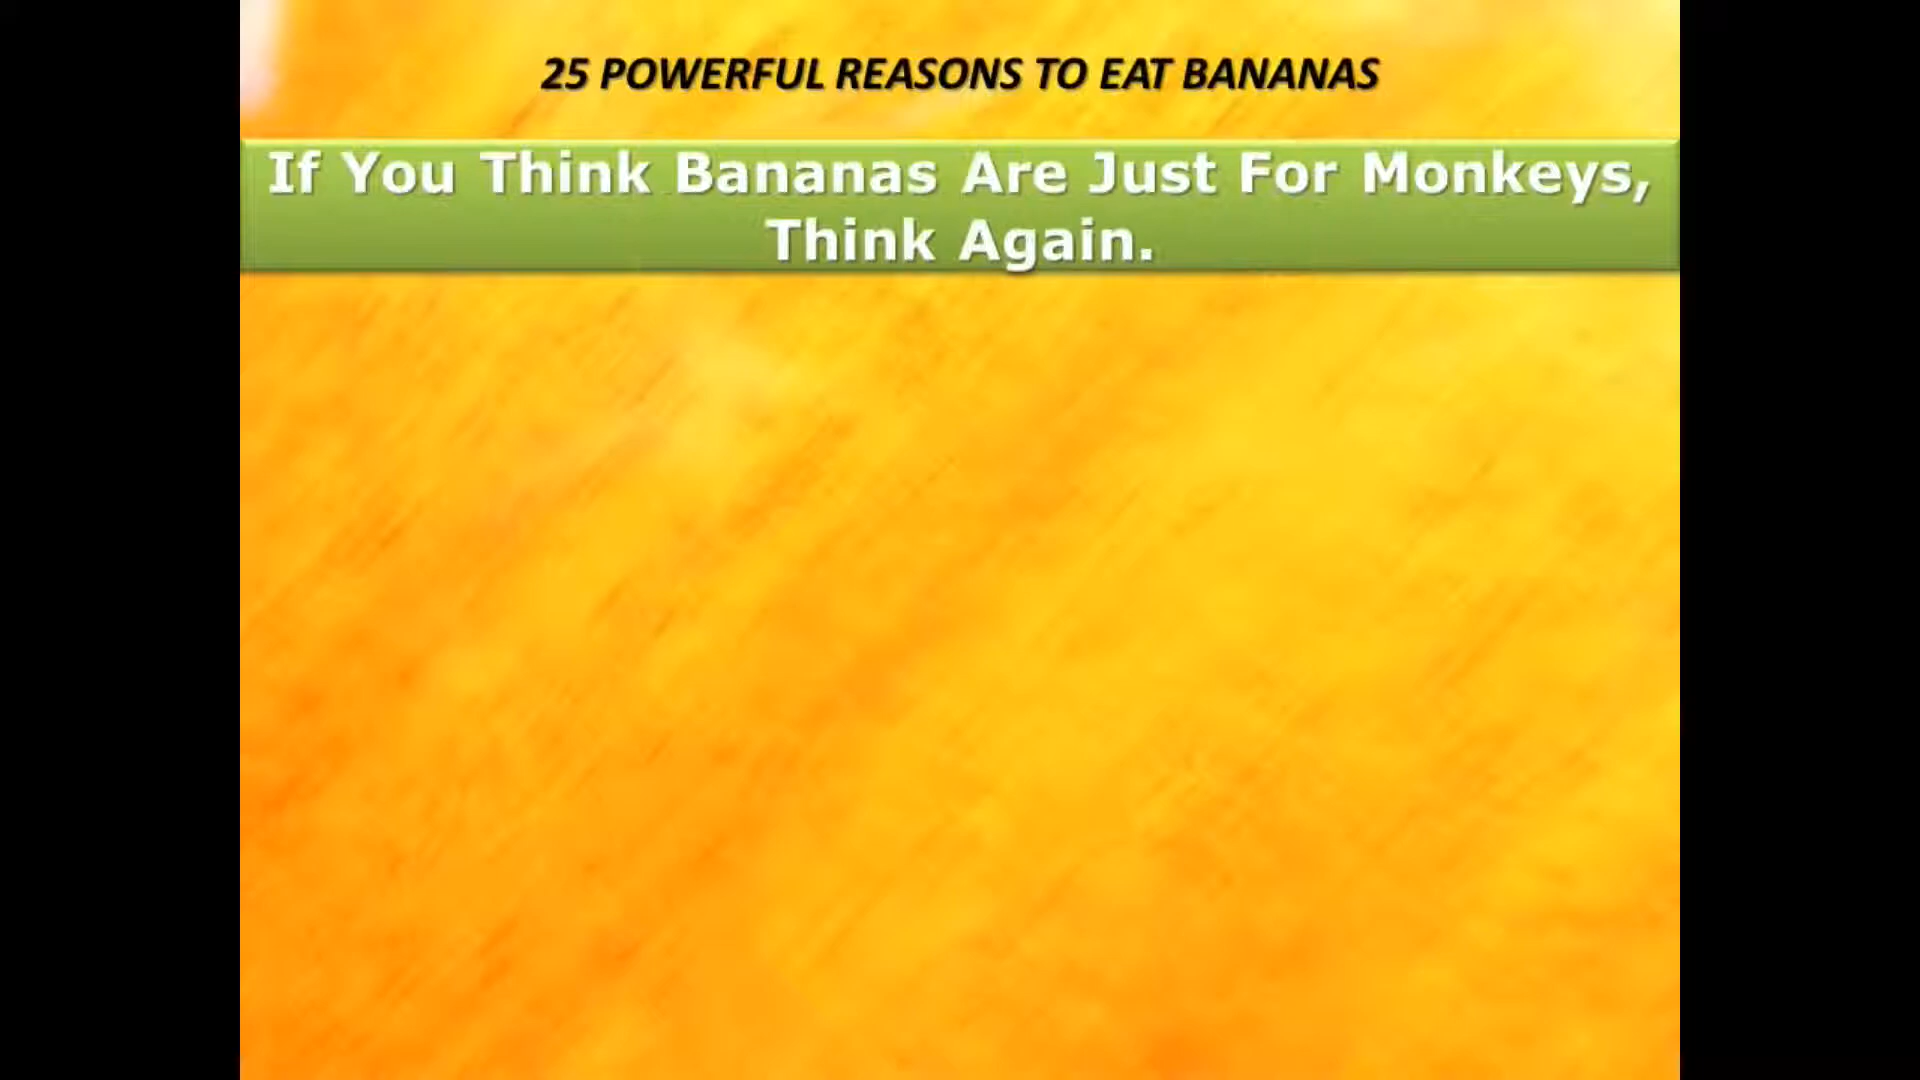 25 POWERFUL REASONS TO EAT BANANAS
If You Think Bananas Are Just For Monkeys,
Think Again.